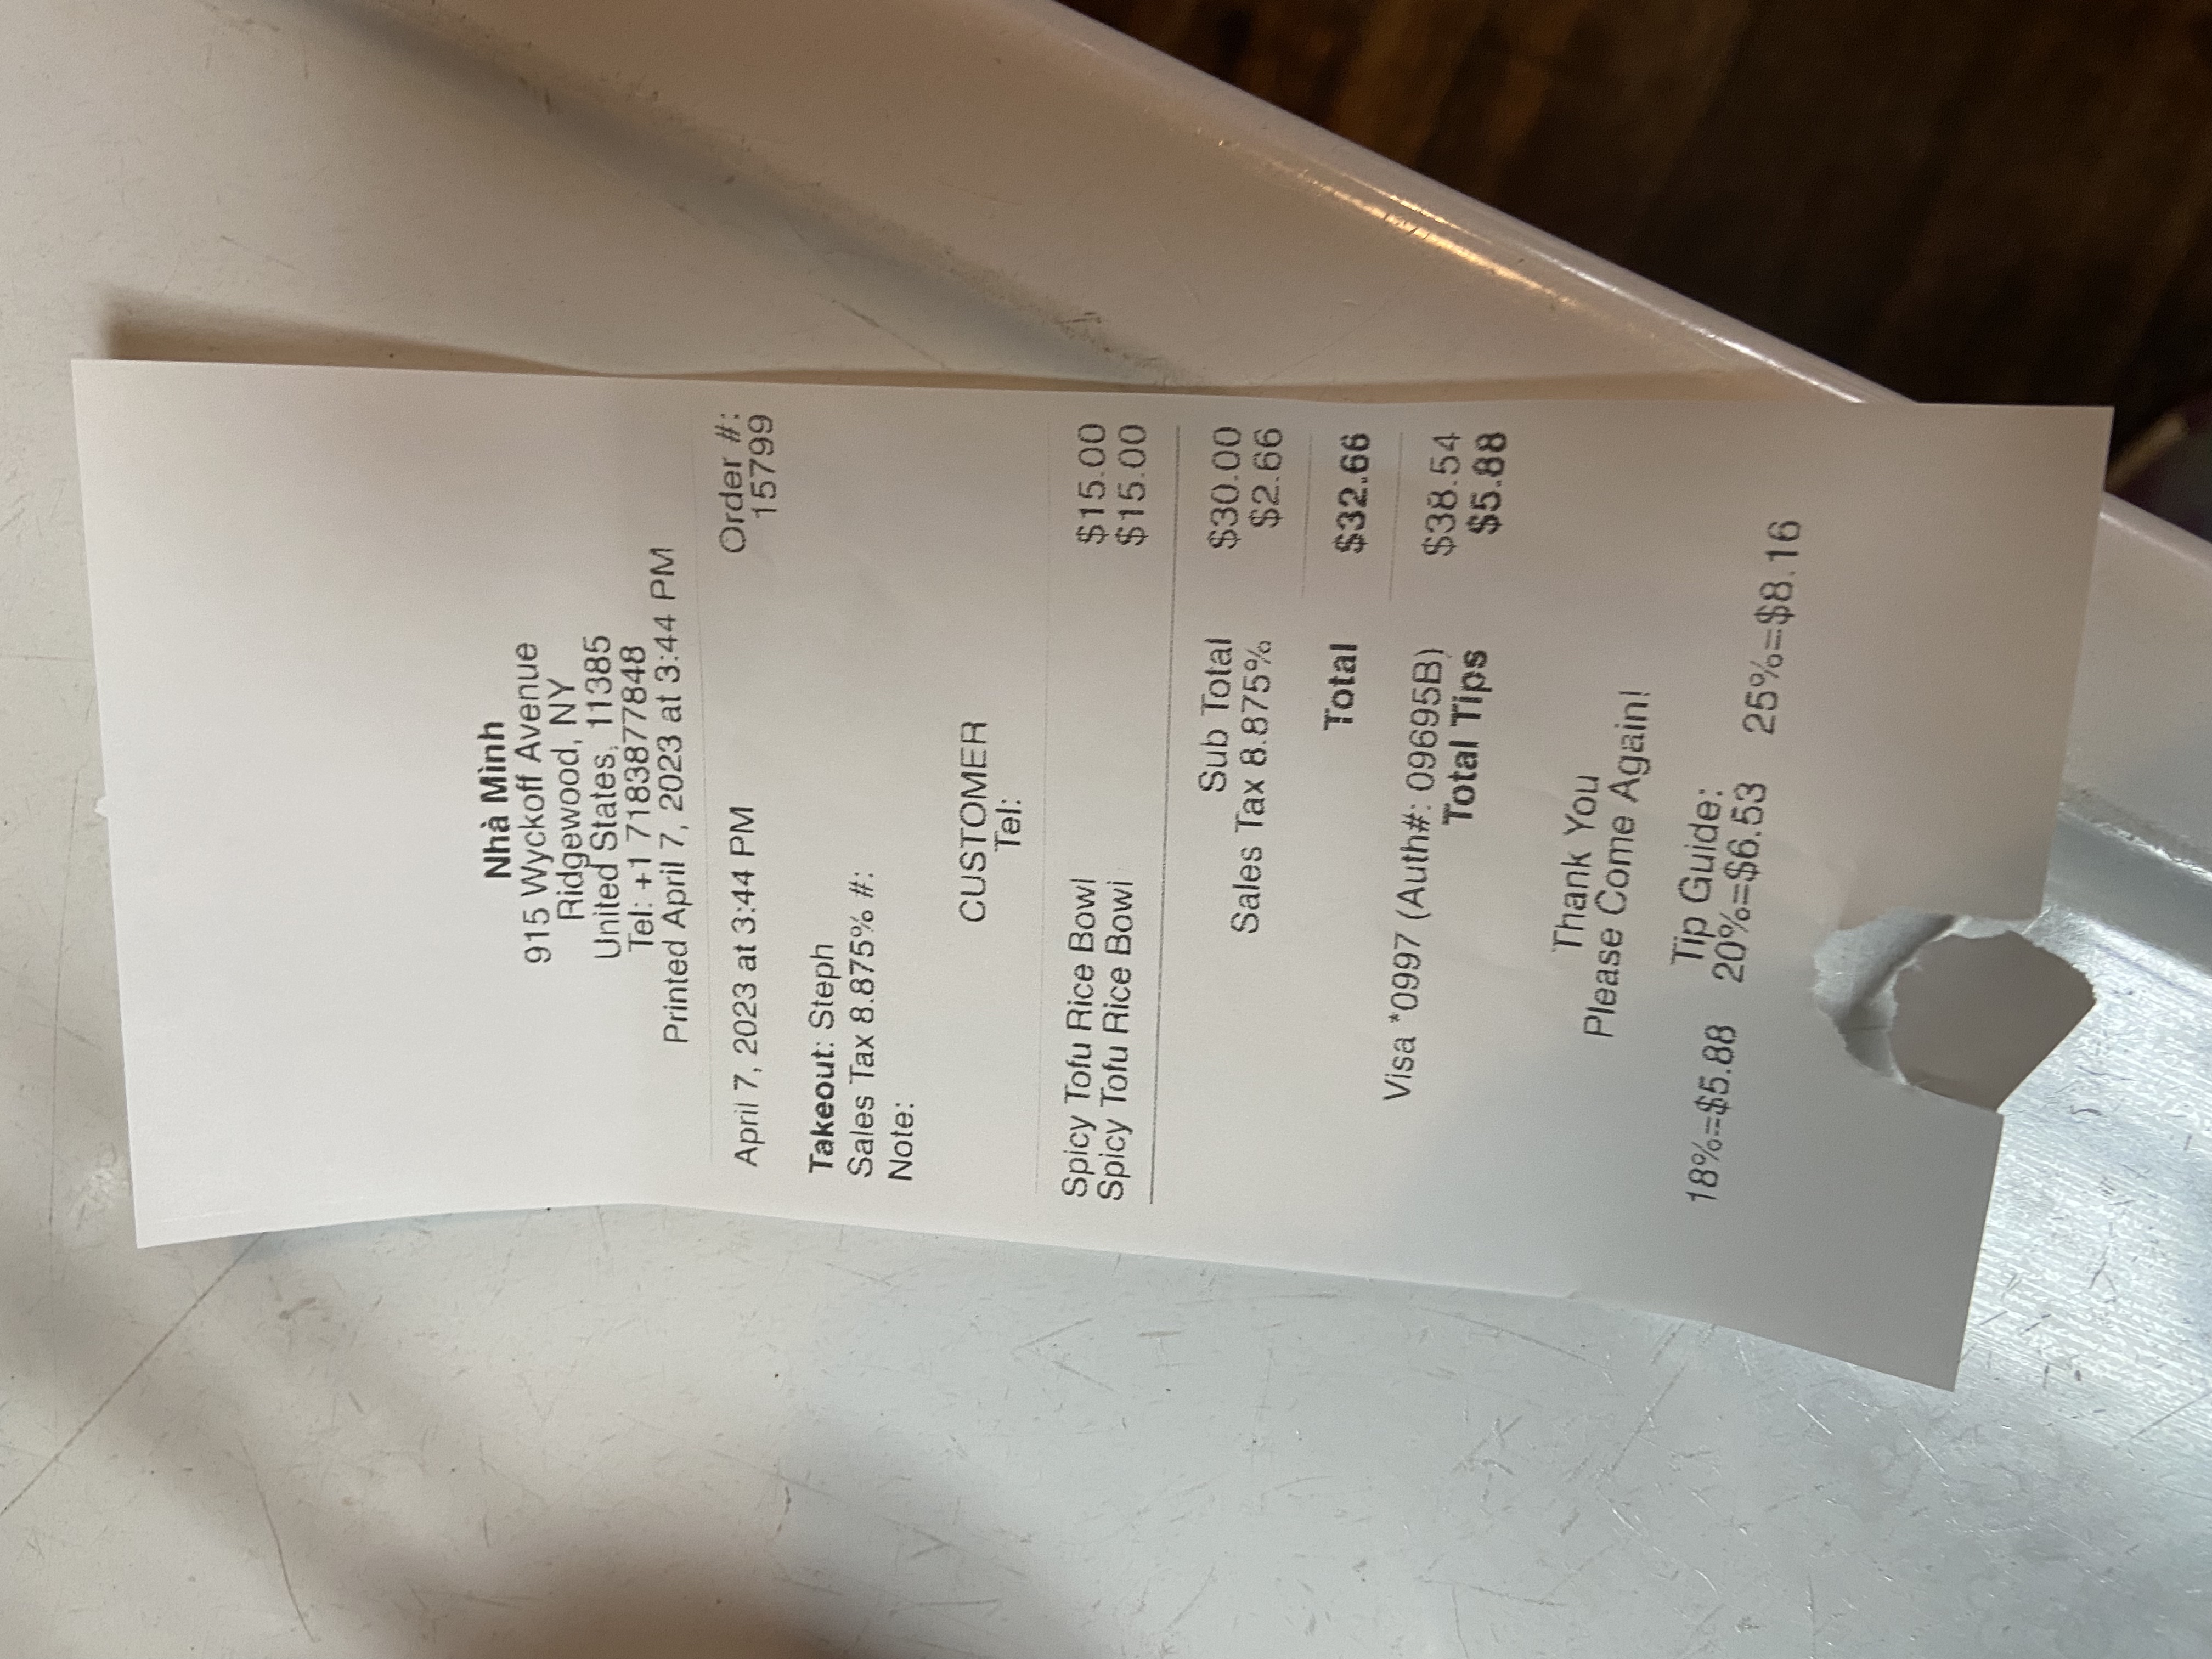 Nhà Mình
915 Wyckoff Avenue
Ridgewood, NY
United States, 11385
Tel: +1 7183877848
Printed April 7, 2023 at 3:44 PM
April 7, 2023 at 3:44 PM Order #:
15799
Takeout: Steph
Sales Tax 8.875% #:
Note:
CUSTOMER
Tel:
Spicy Tofu Rice Bowl $15.00
Spicy Tofu Rice Bowl $15.00
Sub Total $30.00
Sales Tax 8.875% $2.66
Total $32.66
Visa *0997 (Auth#: 09695B) $38.54
Total Tips $5.88
Thank You
Please Come Again!
Tip Guide:
18%=$5.88 20%=$6.53 25%=$8.16